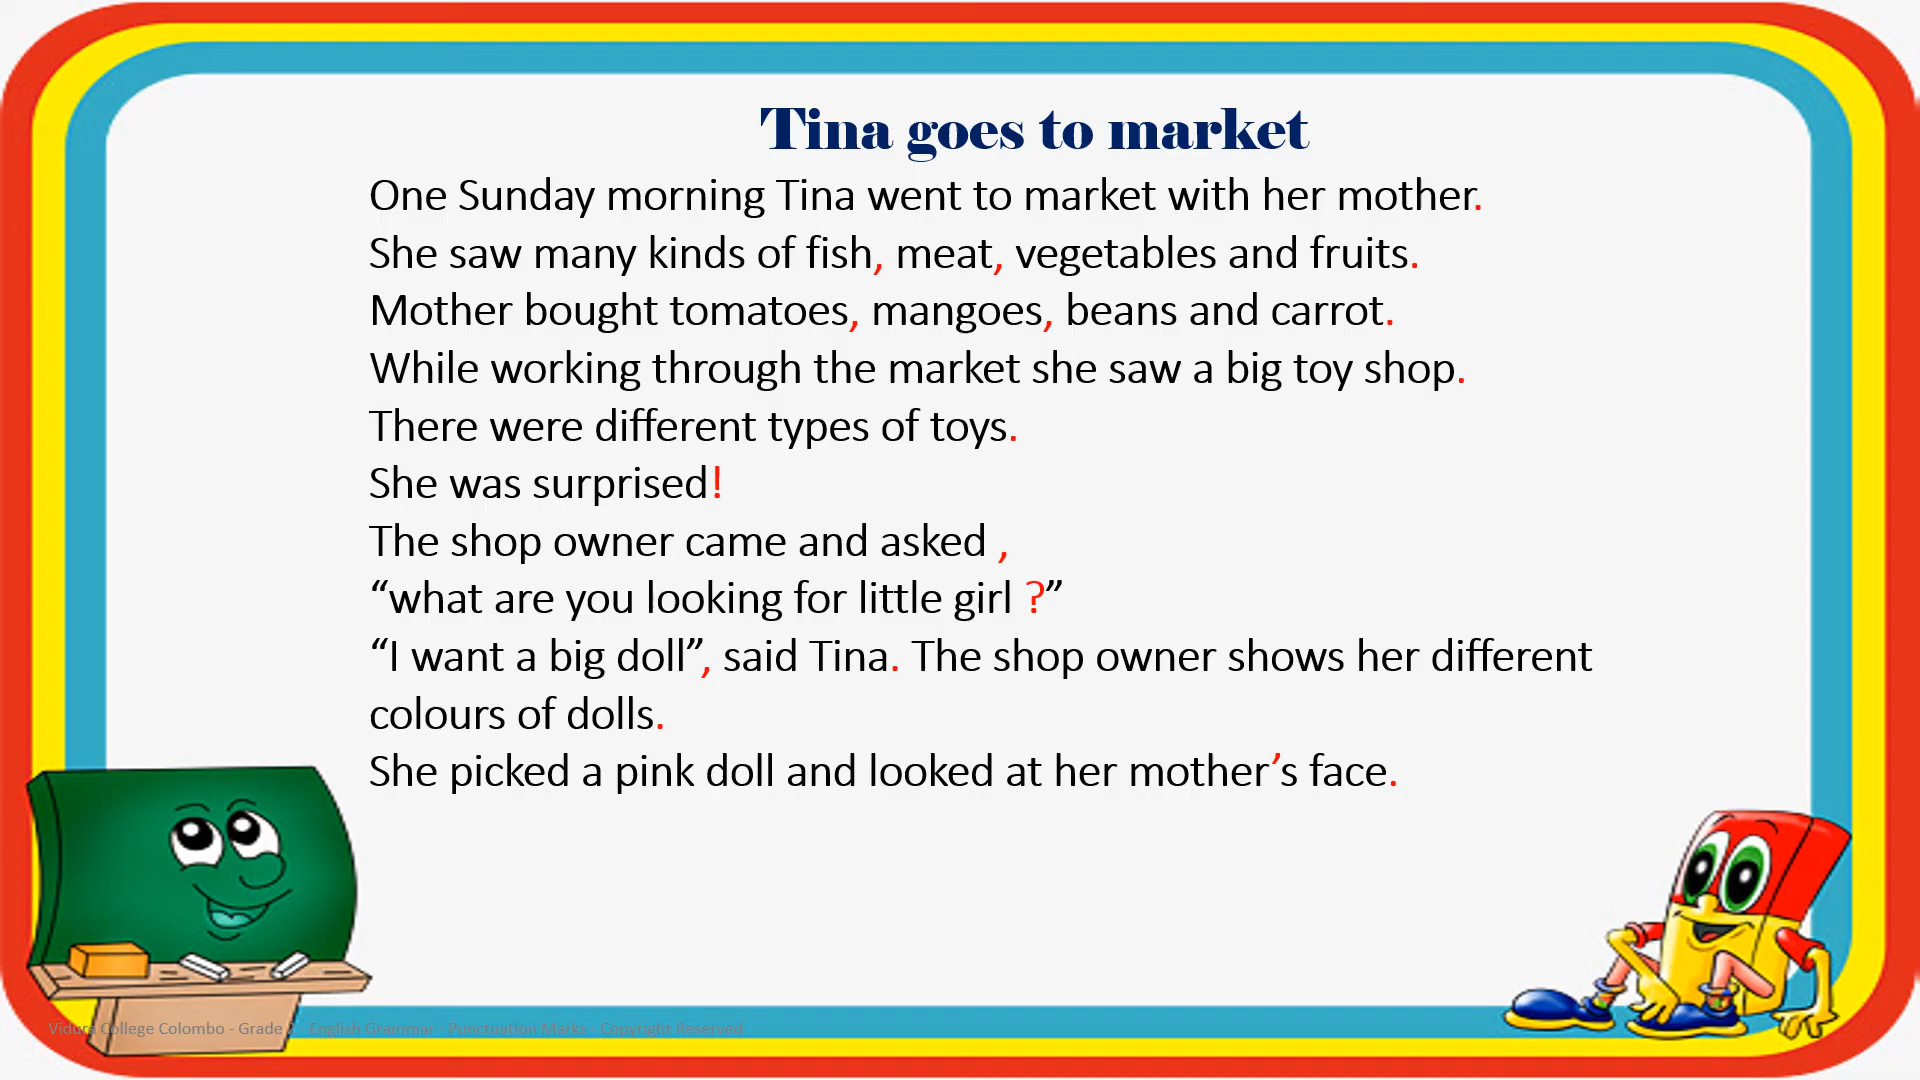 Tina goes to market
One Sunday morning Tina went to market with her mother.
She saw many kinds of fish, meat, vegetables and fruits.
Mother bought tomatoes, mangoes, beans and carrot.
While working through the market she saw a big toy shop.
There were different types of toys.
She was surprised!
The shop owner came and asked ,
“what are you looking for little girl ?”
“I want a big doll”, said Tina. The shop owner shows her different
colours of dolls.
She picked a pink doll and looked at her mother’s face.
Vidura College Colombo - Grade - English Grammar - Punctuation Marks - Copyright Reserved